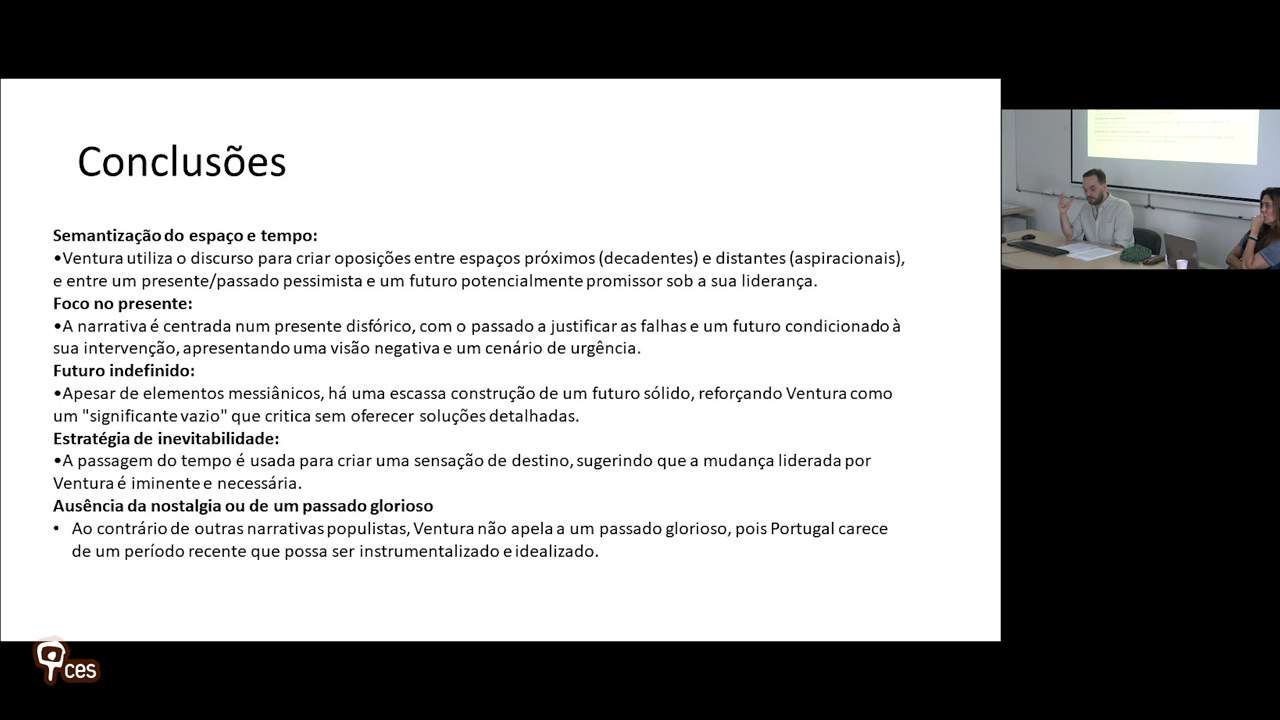 Conclusões
Semantização do espaço e tempo:
•Ventura utiliza o discurso para criar oposições entre espaços próximos (decadentes) e distantes (aspiracionais),
e entre um presente/passado pessimista e um futuro potencialmente promissor sob a sua liderança.
Foco no presente:
•A narrativa é centrada num presente disfórico, com o passado a justificar as falhas e um futuro condicionado à
sua intervenção, apresentando uma visão negativa e um cenário de urgência.
Futuro indefinido:
•Apesar de elementos messiânicos, há uma escassa construção de um futuro sólido, reforçando Ventura como
um "significante vazio" que critica sem oferecer soluções detalhadas.
Estratégia de inevitabilidade:
•A passagem do tempo é usada para criar uma sensação de destino, sugerindo que a mudança liderada por
Ventura é iminente e necessária.
Ausência da nostalgia ou de um passado glorioso
• Ao contrário de outras narrativas populistas, Ventura não apela a um passado glorioso, pois Portugal carece
de um período recente que possa ser instrumentalizado e idealizado.
ces